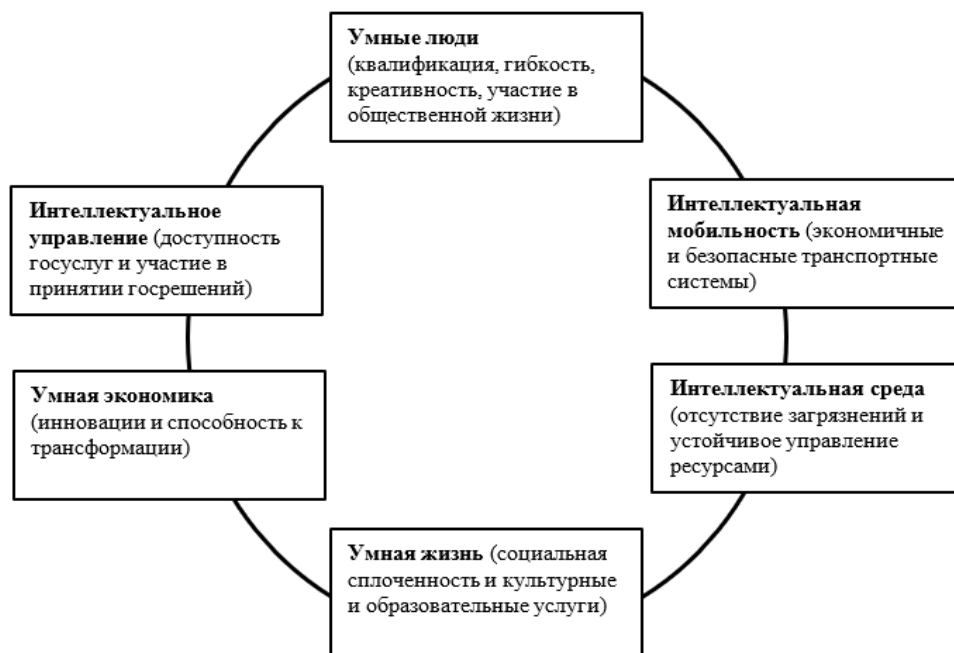 Умные люди
(квалификация, гибкость,
креативность, участие в
общественной жизни)
Интеллектуальное
управление (доступность
госуслуг и участие в
принятии госрешений)
Интеллектуальная
мобильность (экономичные
и безопасные транспортные
системы)
Умная экономика
(инновации и способность к
трансформации)
Интеллектуальная среда
(отсутствие загрязнений и
устойчивое управление
ресурсами)
Умная жизнь (социальная
сплоченность и культурные
и образовательные услуги)